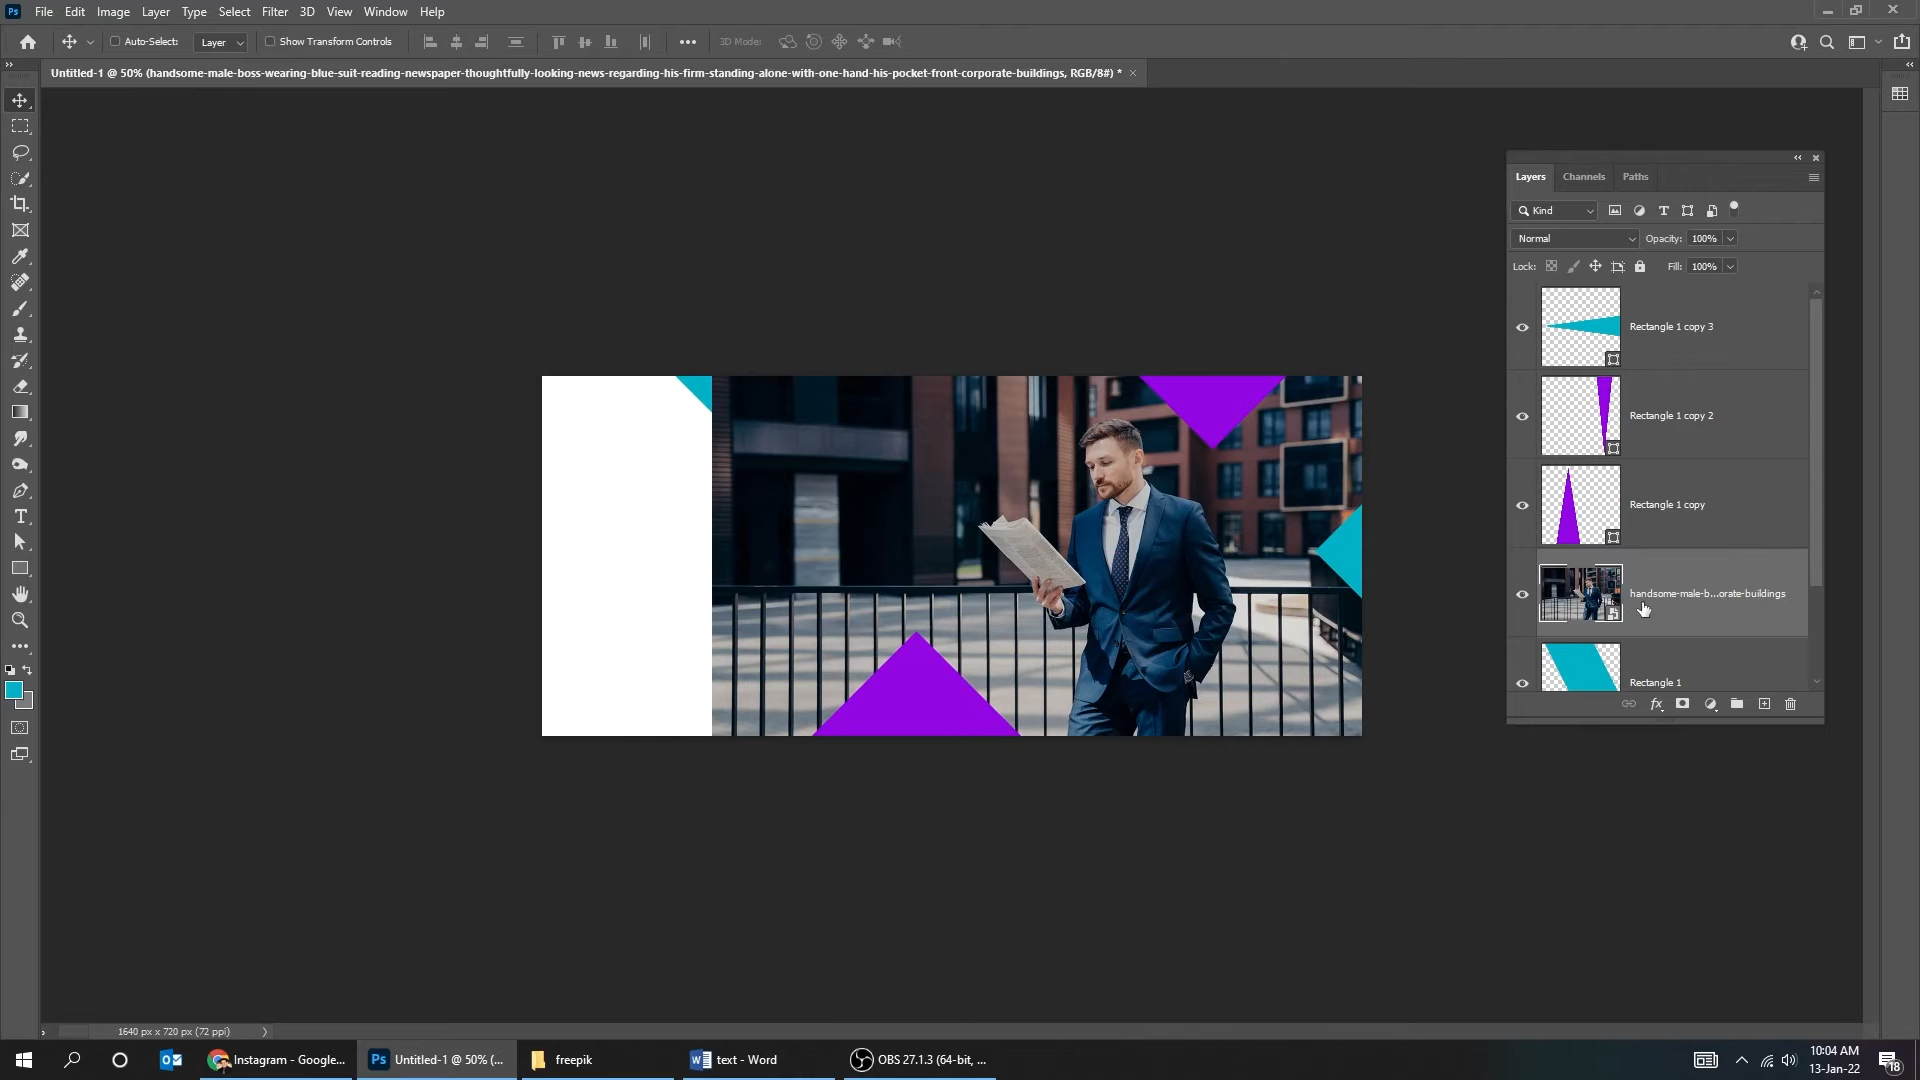 Ps File Edit Image Layer Type Select Filter 3D View Window Help
Auto-Select: Layer Show Transform Controls 3D Mode:
Untitled-1 @ 50% (handsome-male-boss-wearing-blue-suit-reading-newspaper-thoughtfully-looking-news-regarding-his-firm-standing-alone-with-one-hand-his-pocket-front-corporate-buildings, RGB/8#) *
Layers Channels Paths
Kind
Normal Opacity: 100%
Lock: Fill: 100%
Rectangle 1 copy 3
Rectangle 1 copy 2
Rectangle 1 copy
handsome-male-b...orate-buildings
Rectangle 1
fx
1640 px x 720 px (72 ppi)
Instagram - Google...
Ps Untitled-1 @ 50% (...
freepik
text - Word
OBS 27.1.3 (64-bit, ...
10:04 AM
13-Jan-22
18